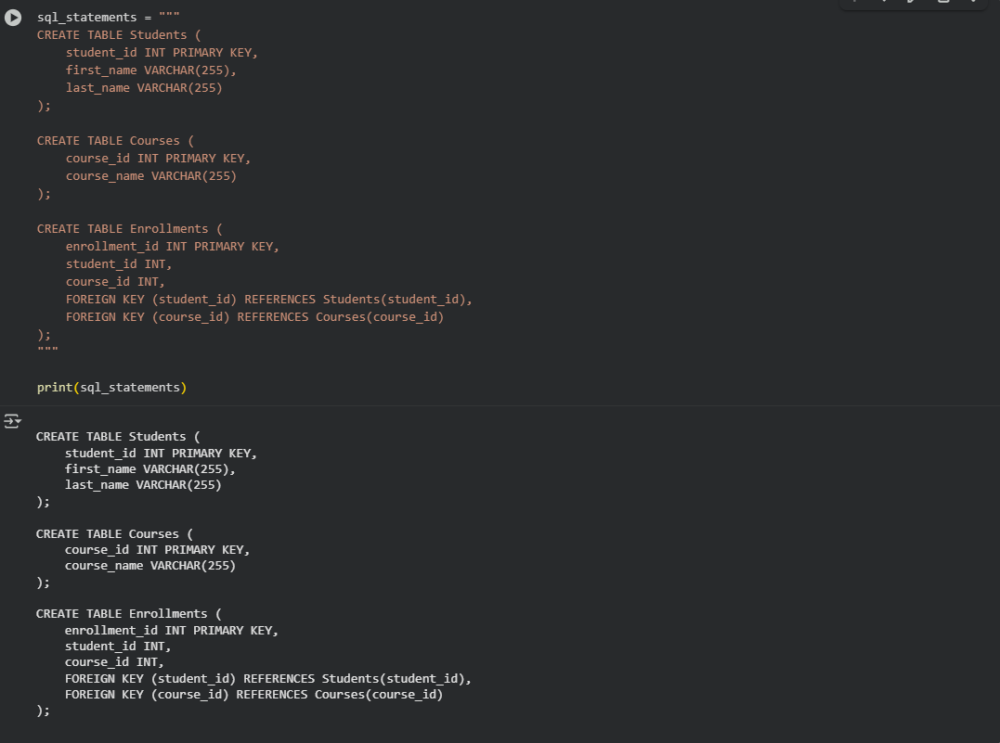 sql_statements = """
CREATE TABLE Students (
    student_id INT PRIMARY KEY,
    first_name VARCHAR(255),
    last_name VARCHAR(255)
);

CREATE TABLE Courses (
    course_id INT PRIMARY KEY,
    course_name VARCHAR(255)
);

CREATE TABLE Enrollments (
    enrollment_id INT PRIMARY KEY,
    student_id INT,
    course_id INT,
    FOREIGN KEY (student_id) REFERENCES Students(student_id),
    FOREIGN KEY (course_id) REFERENCES Courses(course_id)
);
"""

print(sql_statements)

CREATE TABLE Students (
    student_id INT PRIMARY KEY,
    first_name VARCHAR(255),
    last_name VARCHAR(255)
);

CREATE TABLE Courses (
    course_id INT PRIMARY KEY,
    course_name VARCHAR(255)
);

CREATE TABLE Enrollments (
    enrollment_id INT PRIMARY KEY,
    student_id INT,
    course_id INT,
    FOREIGN KEY (student_id) REFERENCES Students(student_id),
    FOREIGN KEY (course_id) REFERENCES Courses(course_id)
);